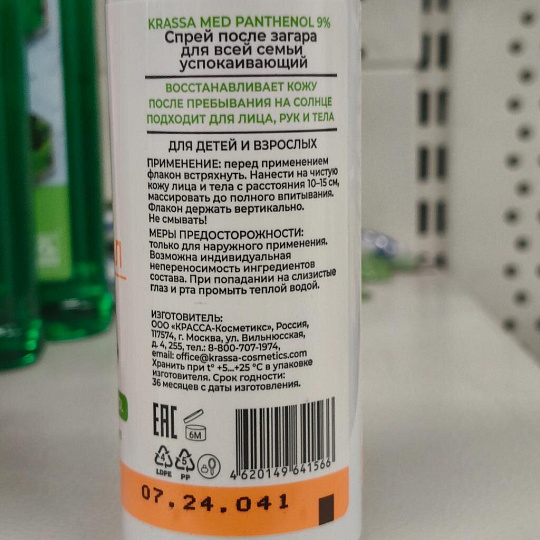 KRASSA MED PANTHENOL 9%
Спрей после загара
для всей семьи
успокаивающий
ВОССТАНАВЛИВАЕТ КОЖУ
ПОСЛЕ ПРЕБЫВАНИЯ НА СОЛНЦЕ
ПОДХОДИТ ДЛЯ ЛИЦА, РУК И ТЕЛА
ДЛЯ ДЕТЕЙ И ВЗРОСЛЫХ
ПРИМЕНЕНИЕ: перед применением
флакон встряхнуть. Нанести на чистую
кожу лица и тела с расстояния 10–15 см,
массировать до полного впитывания.
Флакон держать вертикально.
Не смывать!
МЕРЫ ПРЕДОСТОРОЖНОСТИ:
только для наружного применения.
Возможна индивидуальная
непереносимость ингредиентов
состава. При попадании на слизистые
глаз и рта промыть теплой водой.
ИЗГОТОВИТЕЛЬ:
ООО «КРАССА-Косметикс», Россия,
117574, г. Москва, ул. Вильнюсская,
д. 4, 255, тел.: 8-800-707-1974,
email: office@krassa-cosmetics.com
Хранить при t° +5...+25 °С в упаковке
изготовителя. Срок годности:
36 месяцев с даты изготовления.
EAC
6M
4
LDPE
5
PP
4 620149 641566
07.24.041